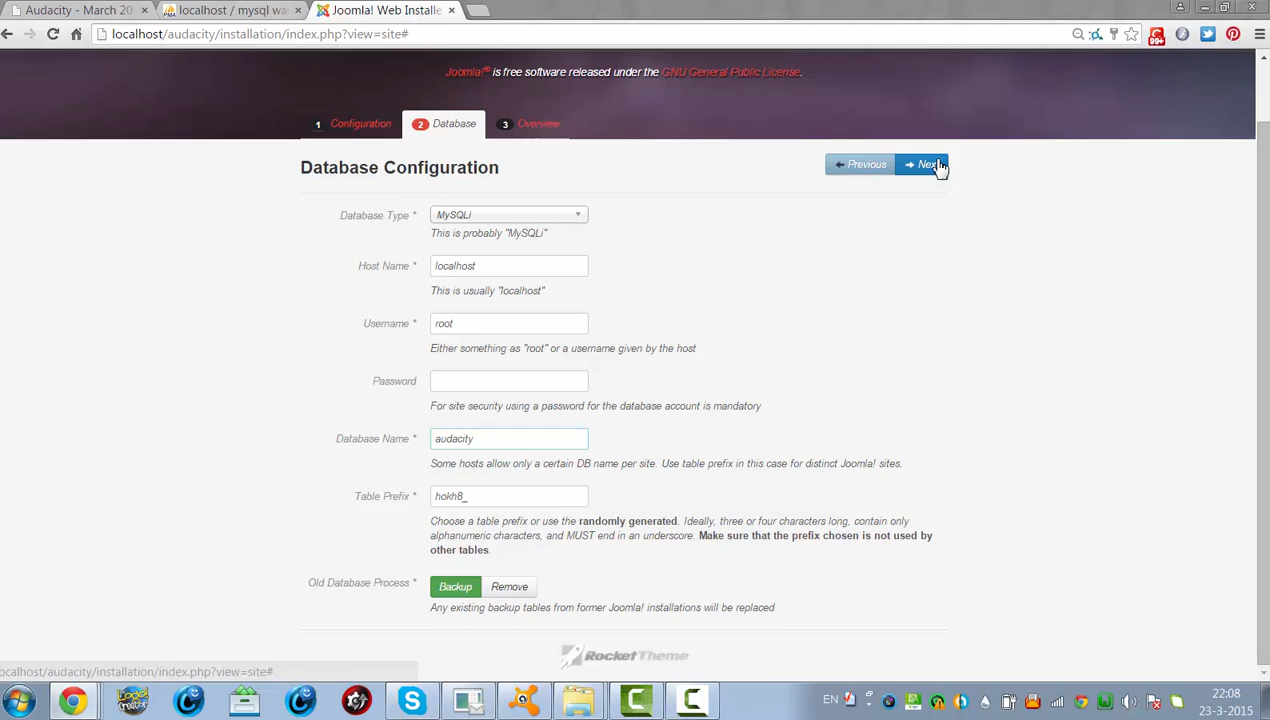 Audacity - March 20
localhost / mysql wa
Joomla! Web Installe
localhost/audacity/installation/index.php?view=site#
99+
Joomla!® is free software released under the GNU General Public License.
1 Configuration
2 Database
3 Overview
Database Configuration
Previous
Next
Database Type *
MySQLi
This is probably "MySQLi"
Host Name *
localhost
This is usually "localhost"
Username *
root
Either something as "root" or a username given by the host
Password
For site security using a password for the database account is mandatory
Database Name *
audacity
Some hosts allow only a certain DB name per site. Use table prefix in this case for distinct Joomla! sites.
Table Prefix *
hokh8_
Choose a table prefix or use the randomly generated. Ideally, three or four characters long, contain only
alphanumeric characters, and MUST end in an underscore. Make sure that the prefix chosen is not used by
other tables.
Old Database Process *
Backup
Remove
Any existing backup tables from former Joomla! installations will be replaced
RocketTheme
localhost/audacity/installation/index.php?view=site#
EN
22:08
23-3-2015